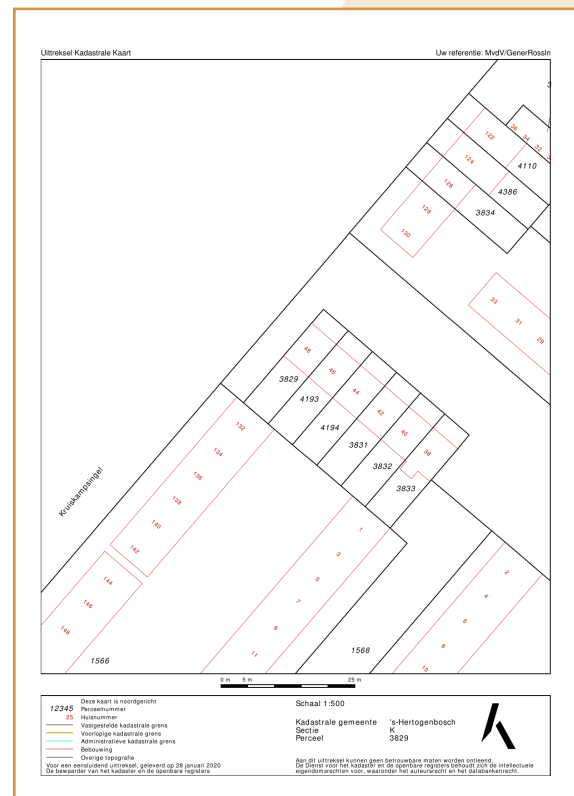 Uittreksel Kadastrale Kaart
Uw referentie: MvdV/GenerRossln
3
36
34
32
122
4110
124
4386
126
3834
128
130
33
31
29
48
46
3829
44
4193
42
4194
40
3831
38
3832
3833
132
134
136
138
140
142
144
146
148
Kruiskampsingel
1
3
5
7
9
11
2
4
6
8
10
1566
1568
0 m 5 m 25 m
Deze kaart is noordgericht
12345 Perceelnummer
25 Huisnummer
Vastgestelde kadastrale grens
Voorlopige kadastrale grens
Administratieve kadastrale grens
Bebouwing
Overige topografie
Voor een eensluidend uittreksel, geleverd op 28 januari 2020
De bewaarder van het kadaster en de openbare registers
Schaal 1:500
Kadastrale gemeente 's-Hertogenbosch
Sectie K
Perceel 3829
Aan dit uittreksel kunnen geen betrouwbare maten worden ontleend.
De Dienst voor het kadaster en de openbare registers behoudt zich de intellectuele
eigendomsrechten voor, waaronder het auteursrecht en het databankenrecht.